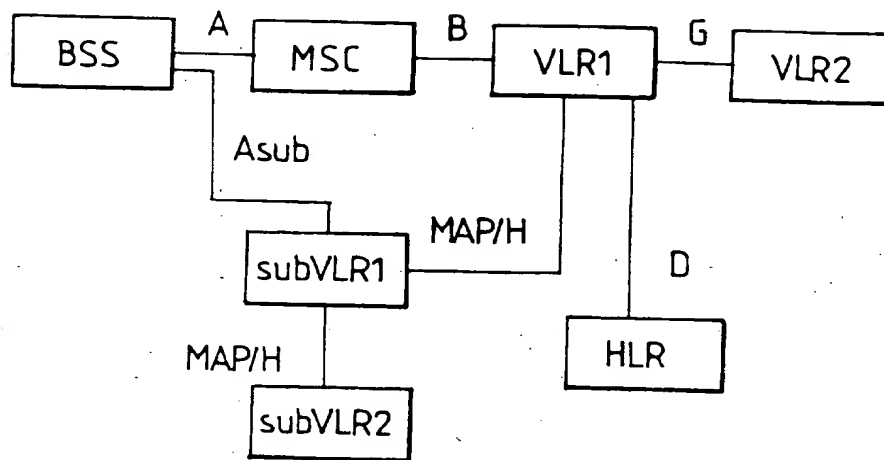 A
B
G
BSS
MSC
VLR1
VLR2
Asub
MAP/H
subVLR1
D
MAP/H
HLR
subVLR2